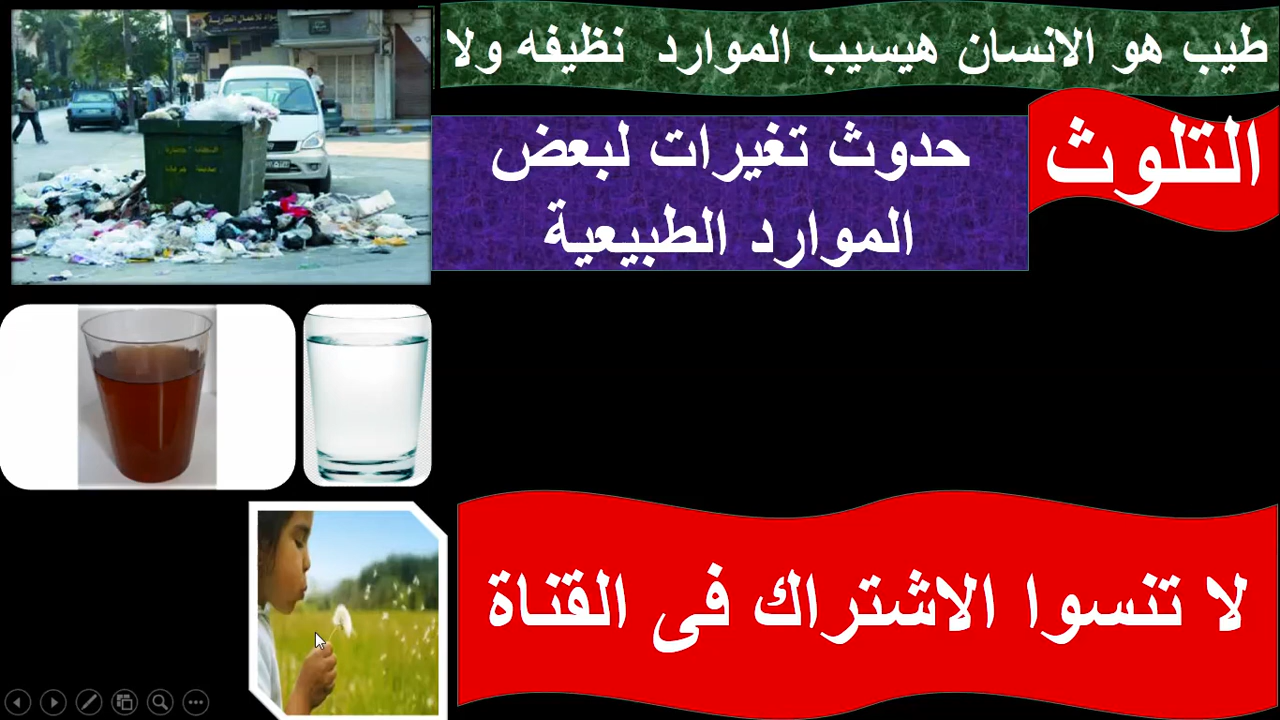 طيب هو الانسان هيسيب الموارد نظيفه ولا
التلوث
حدوث تغيرات لبعض
الموارد الطبيعية
لا تنسوا الاشتراك فى القناة